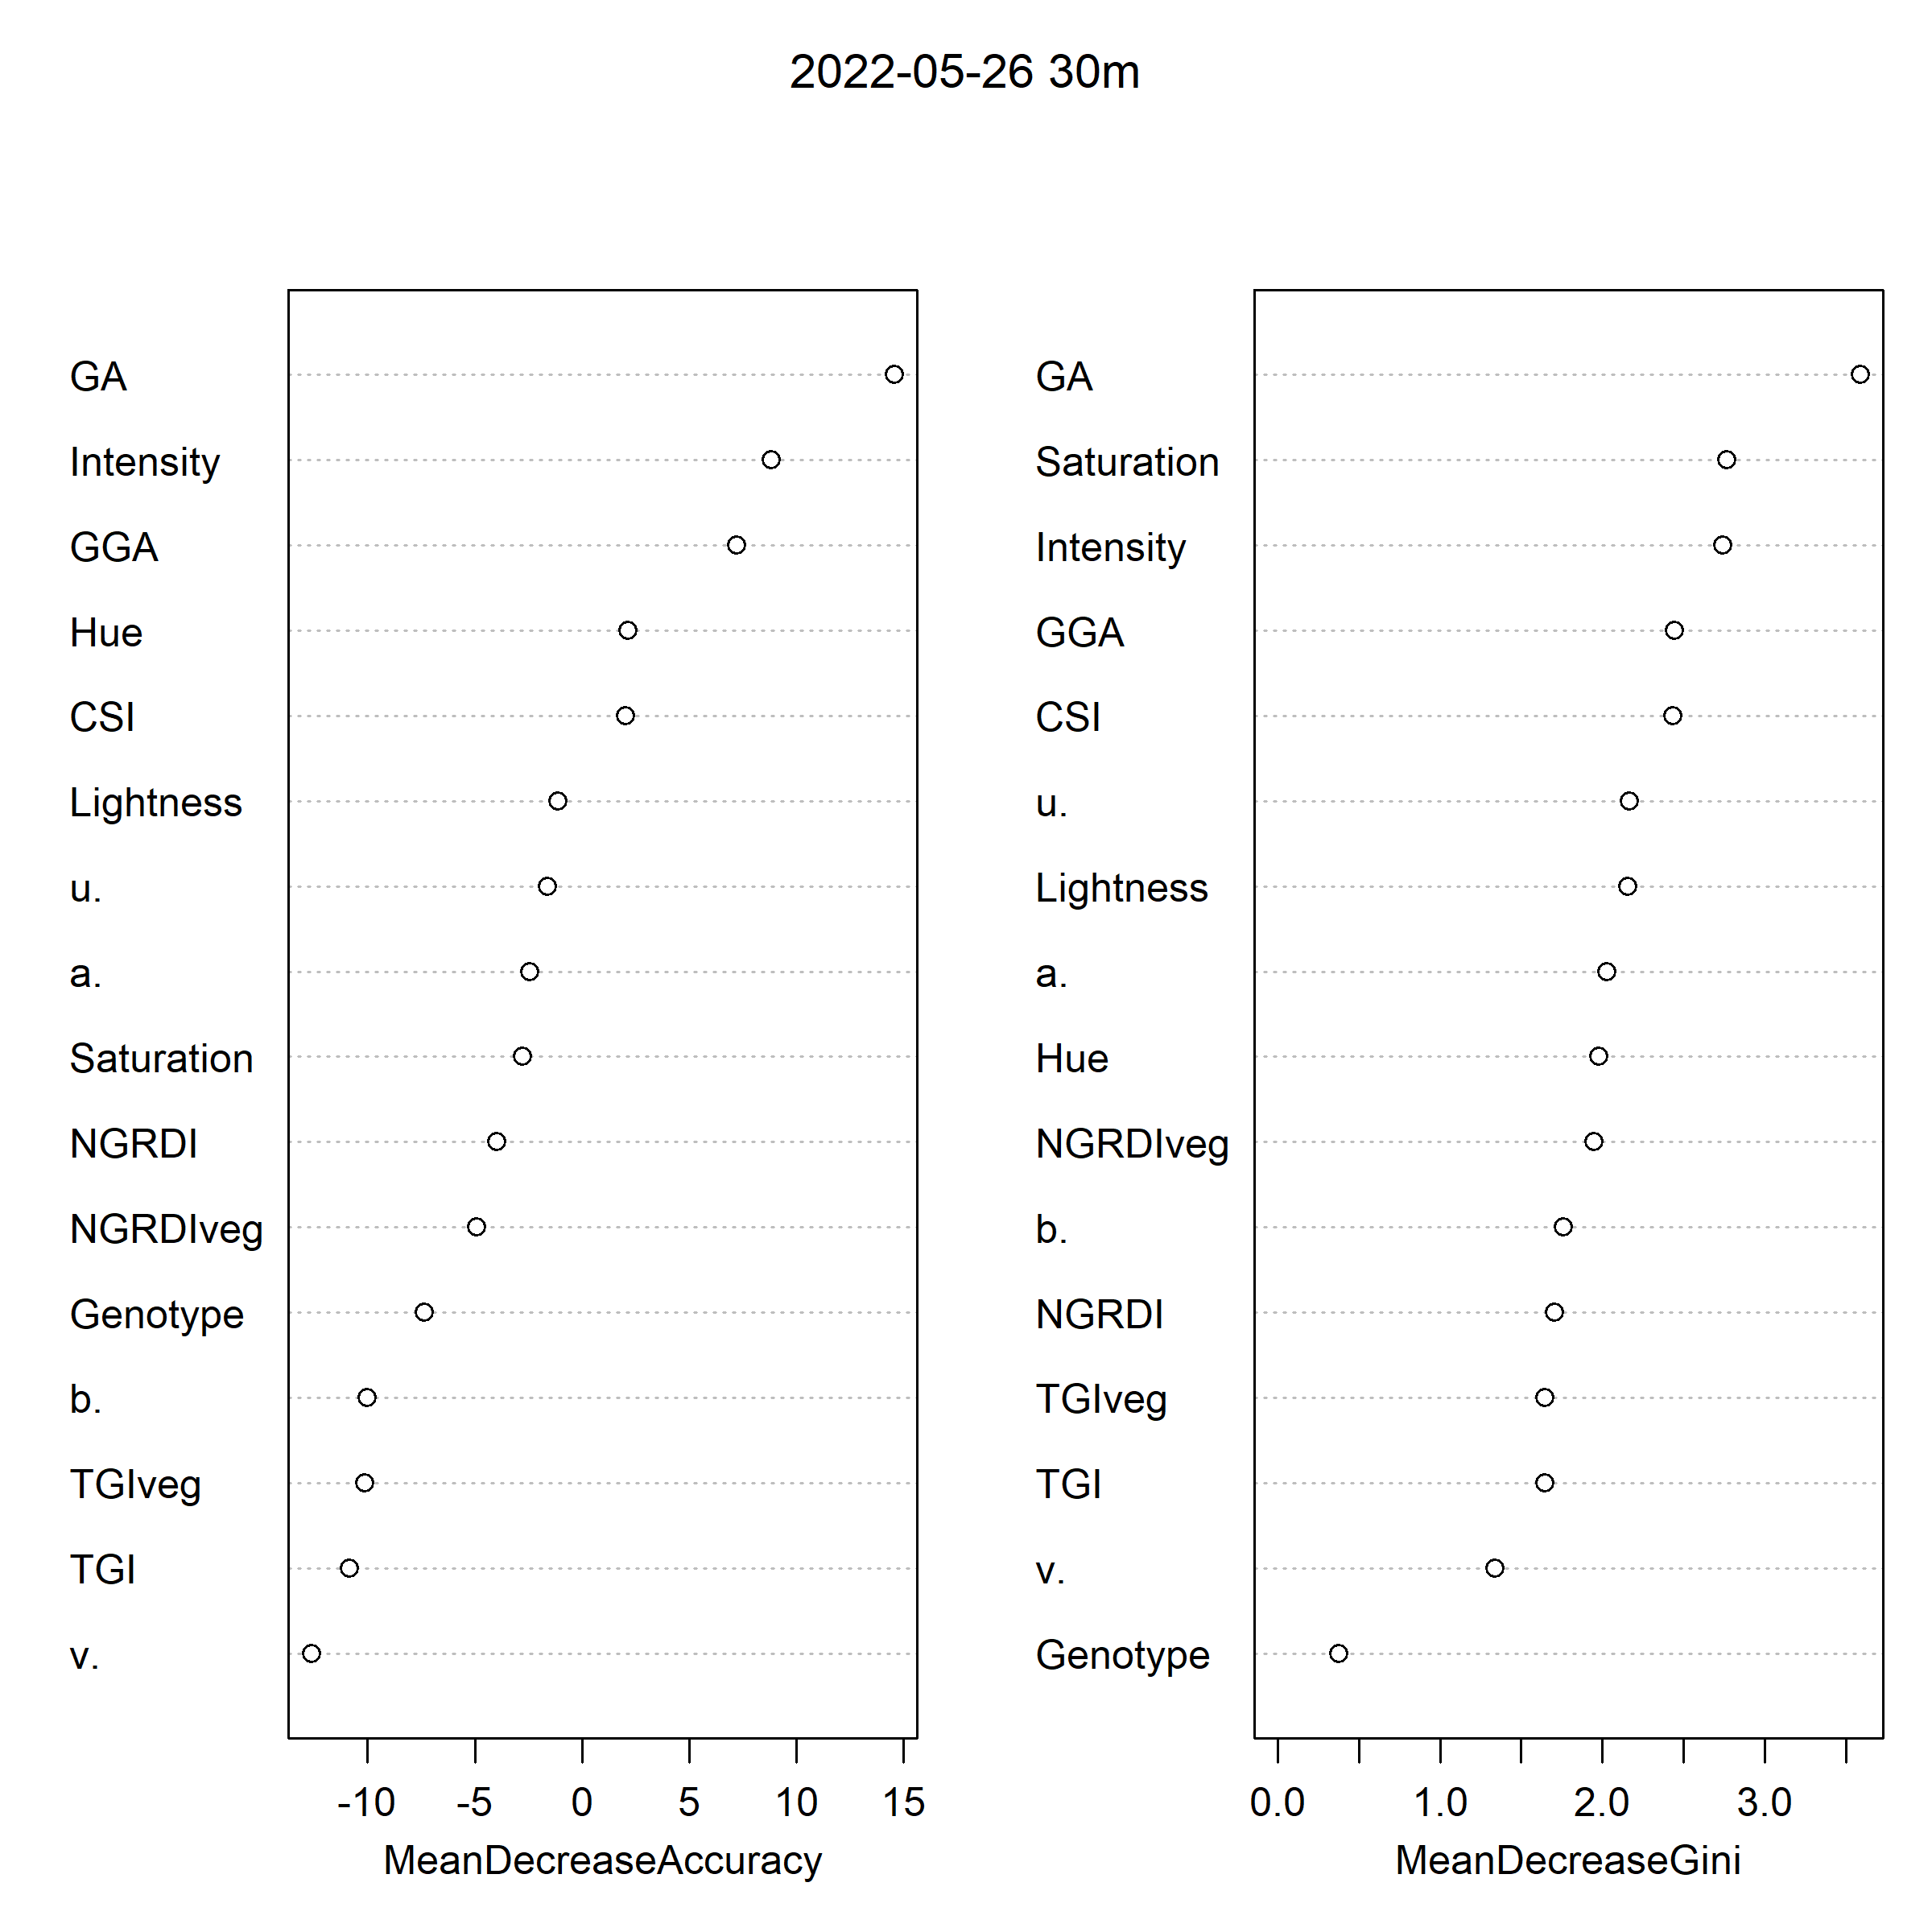 2022-05-26 30m
GA
Intensity
GGA
Hue
CSI
Lightness
u.
a.
Saturation
NGRDI
NGRDIveg
Genotype
b.
TGIveg
TGI
v.
-10 -5 0 5 10 15
MeanDecreaseAccuracy
GA
Saturation
Intensity
GGA
CSI
u.
Lightness
a.
Hue
NGRDIveg
b.
NGRDI
TGIveg
TGI
v.
Genotype
0.0 1.0 2.0 3.0
MeanDecreaseGini